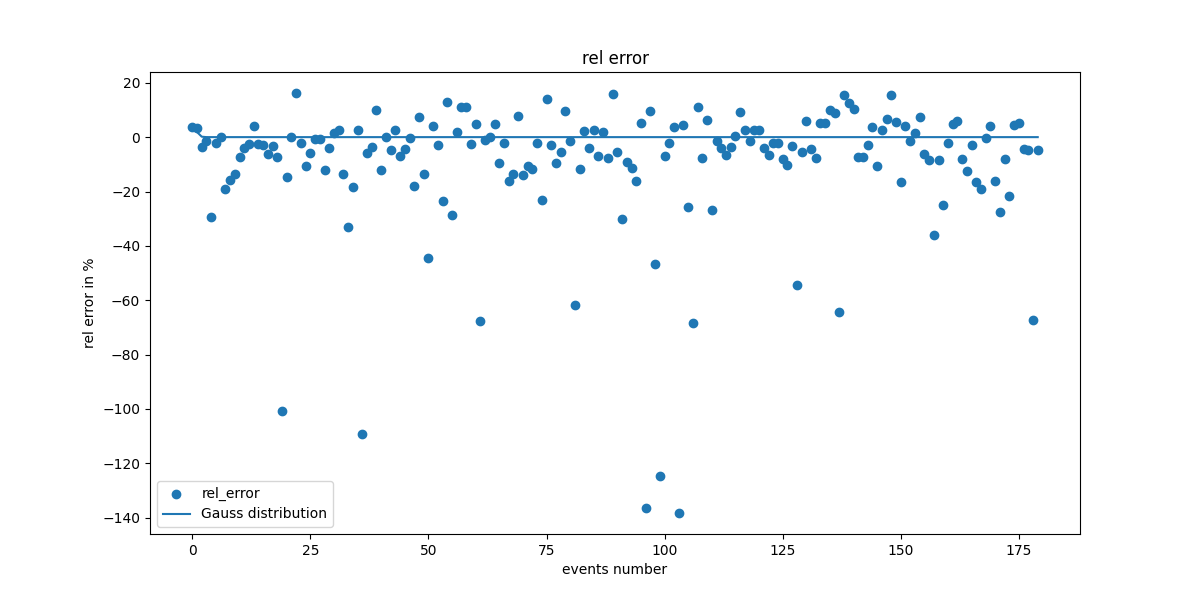 rel error
rel error in %
20
0
−20
−40
−60
−80
−100
−120
−140
rel_error
Gauss distribution
0 25 50 75 100 125 150 175
events number